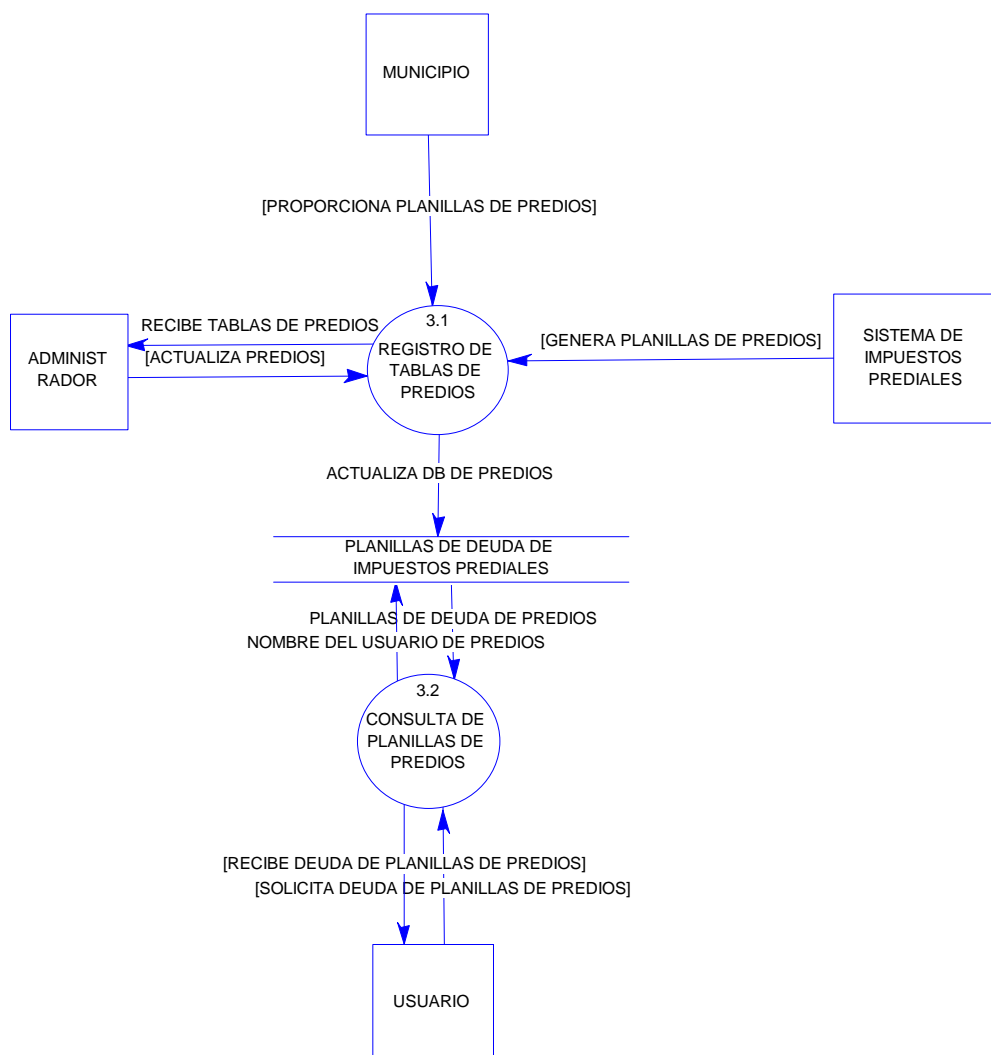 MUNICIPIO
[PROPORCIONA PLANILLAS DE PREDIOS]
RECIBE TABLAS DE PREDIOS
[ACTUALIZA PREDIOS]
ADMINIST
RADOR
3.1
REGISTRO DE
TABLAS DE
PREDIOS
[GENERA PLANILLAS DE PREDIOS]
SISTEMA DE
IMPUESTOS
PREDIALES
ACTUALIZA DB DE PREDIOS
PLANILLAS DE DEUDA DE
IMPUESTOS PREDIALES
PLANILLAS DE DEUDA DE PREDIOS
NOMBRE DEL USUARIO DE PREDIOS
3.2
CONSULTA DE
PLANILLAS DE
PREDIOS
[RECIBE DEUDA DE PLANILLAS DE PREDIOS]
[SOLICITA DEUDA DE PLANILLAS DE PREDIOS]
USUARIO